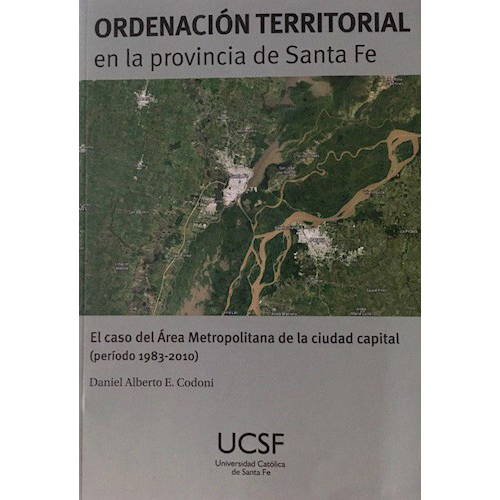 ORDENACIÓN TERRITORIAL
en la provincia de Santa Fe
El caso del Área Metropolitana de la ciudad capital
(período 1983-2010)
Daniel Alberto E. Codoni
UCSF
Universidad Católica
de Santa Fe